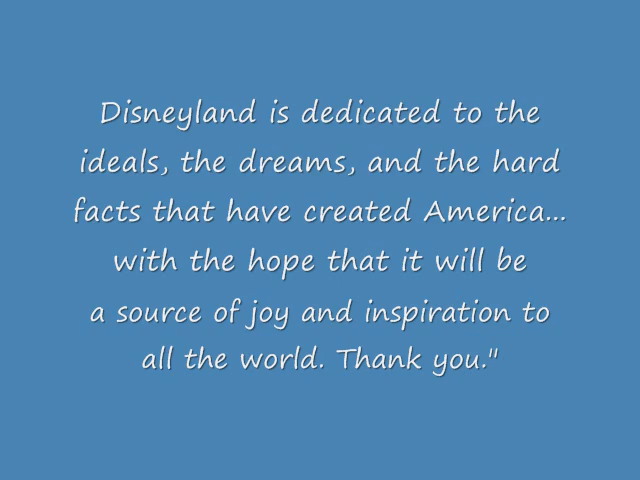 Disneyland is dedicated to the
ideals, the dreams, and the hard
facts that have created America...
with the hope that it will be
a source of joy and inspiration to
all the world. Thank you."